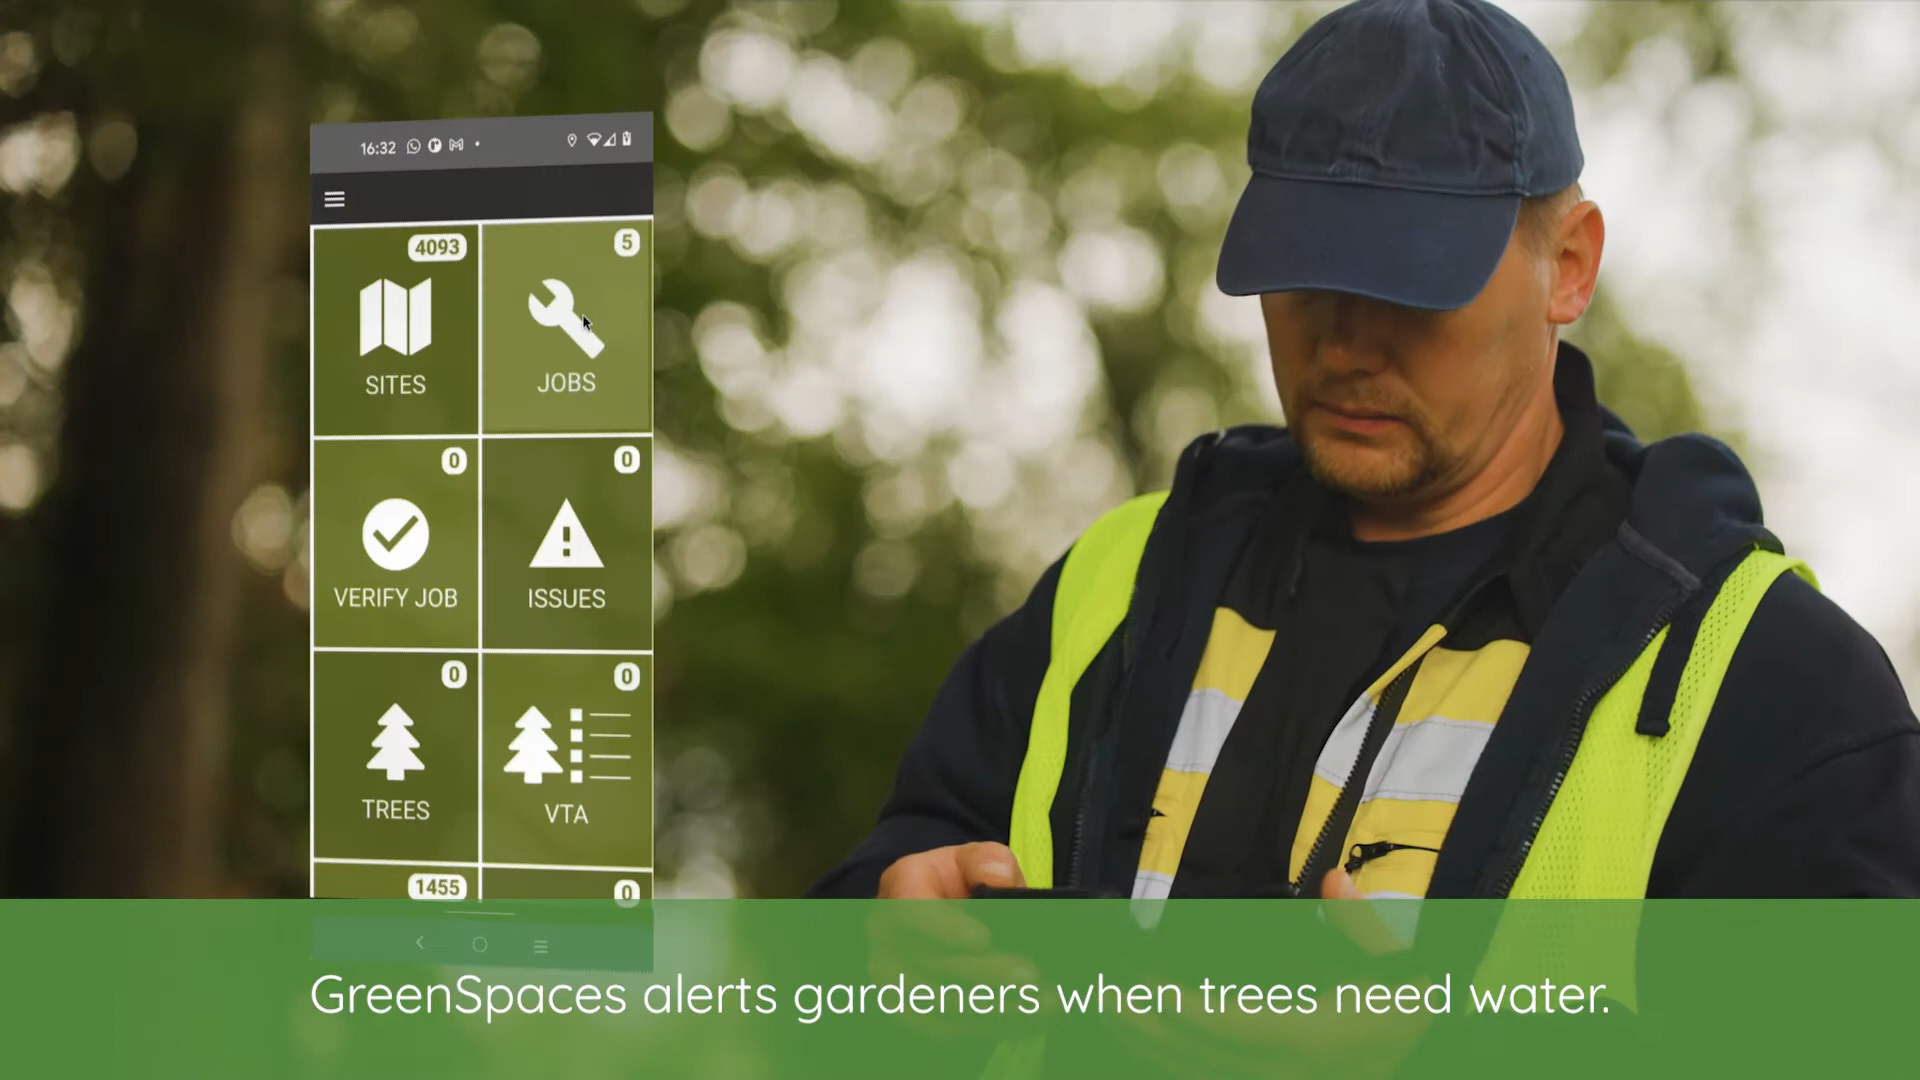 16:32
4093
5
SITES
JOBS
0
0
VERIFY JOB
ISSUES
0
0
TREES
VTA
1455
0
GreenSpaces alerts gardeners when trees need water.